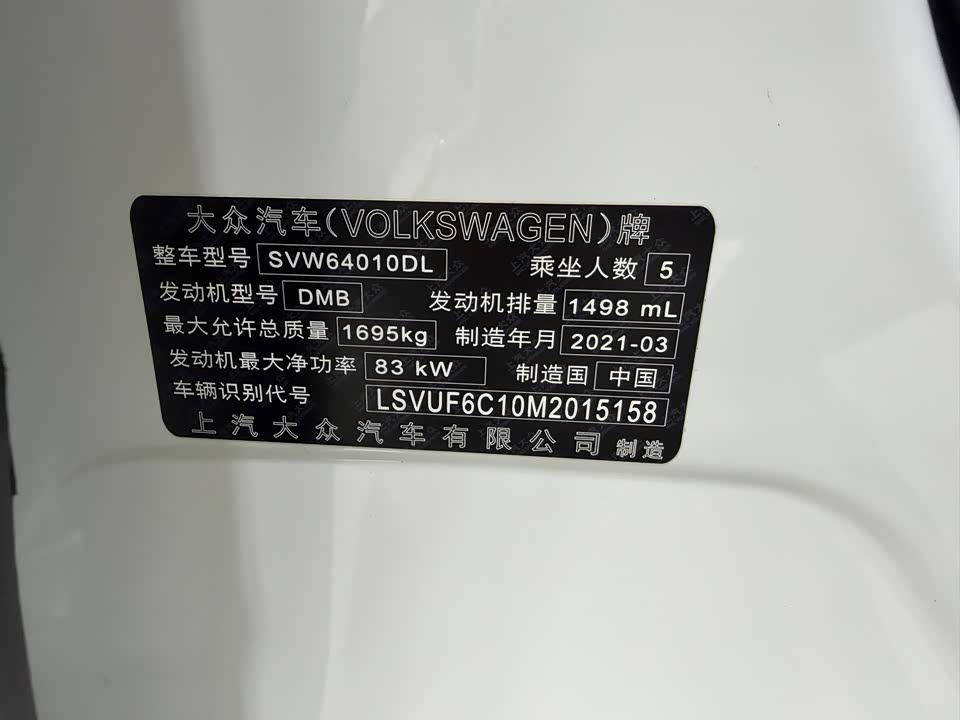 大众汽车(VOLKSWAGEN)牌
整车型号 SVW64010DL 乘坐人数 5
发动机型号 DMB 发动机排量 1498 mL
最大允许总质量 1695kg 制造年月 2021-03
发动机最大净功率 83 kW 制造国 中国
车辆识别代号 LSVUF6C10M2015158
上汽大众汽车有限公司 制造